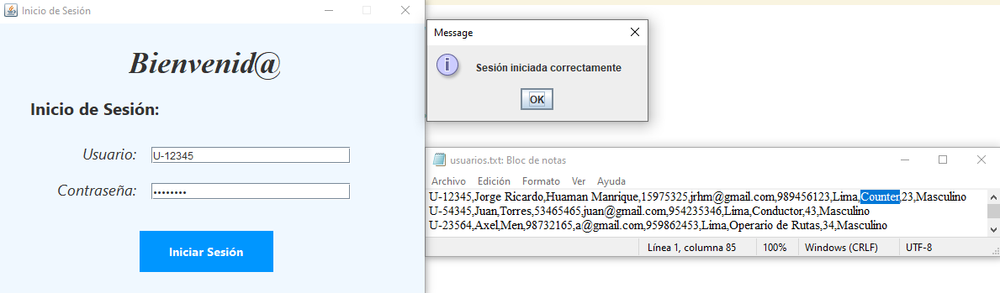 Inicio de Sesión
Bienvenid@
Inicio de Sesión:
Usuario:
U-12345
Contraseña:
••••••••
Iniciar Sesión
Message
Sesión iniciada correctamente
OK
usuarios.txt: Bloc de notas
Archivo Edición Formato Ver Ayuda
U-12345,Jorge Ricardo,Huaman Manrique,15975325,jrhm@gmail.com,989456123,Lima,Counter,23,Masculino
U-54345,Juan,Torres,53465465,juan@gmail.com,954235346,Lima,Conductor,43,Masculino
U-23564,Axel,Men,98732165,a@gmail.com,959862453,Lima,Operario de Rutas,34,Masculino
Línea 1, columna 85 100% Windows (CRLF) UTF-8